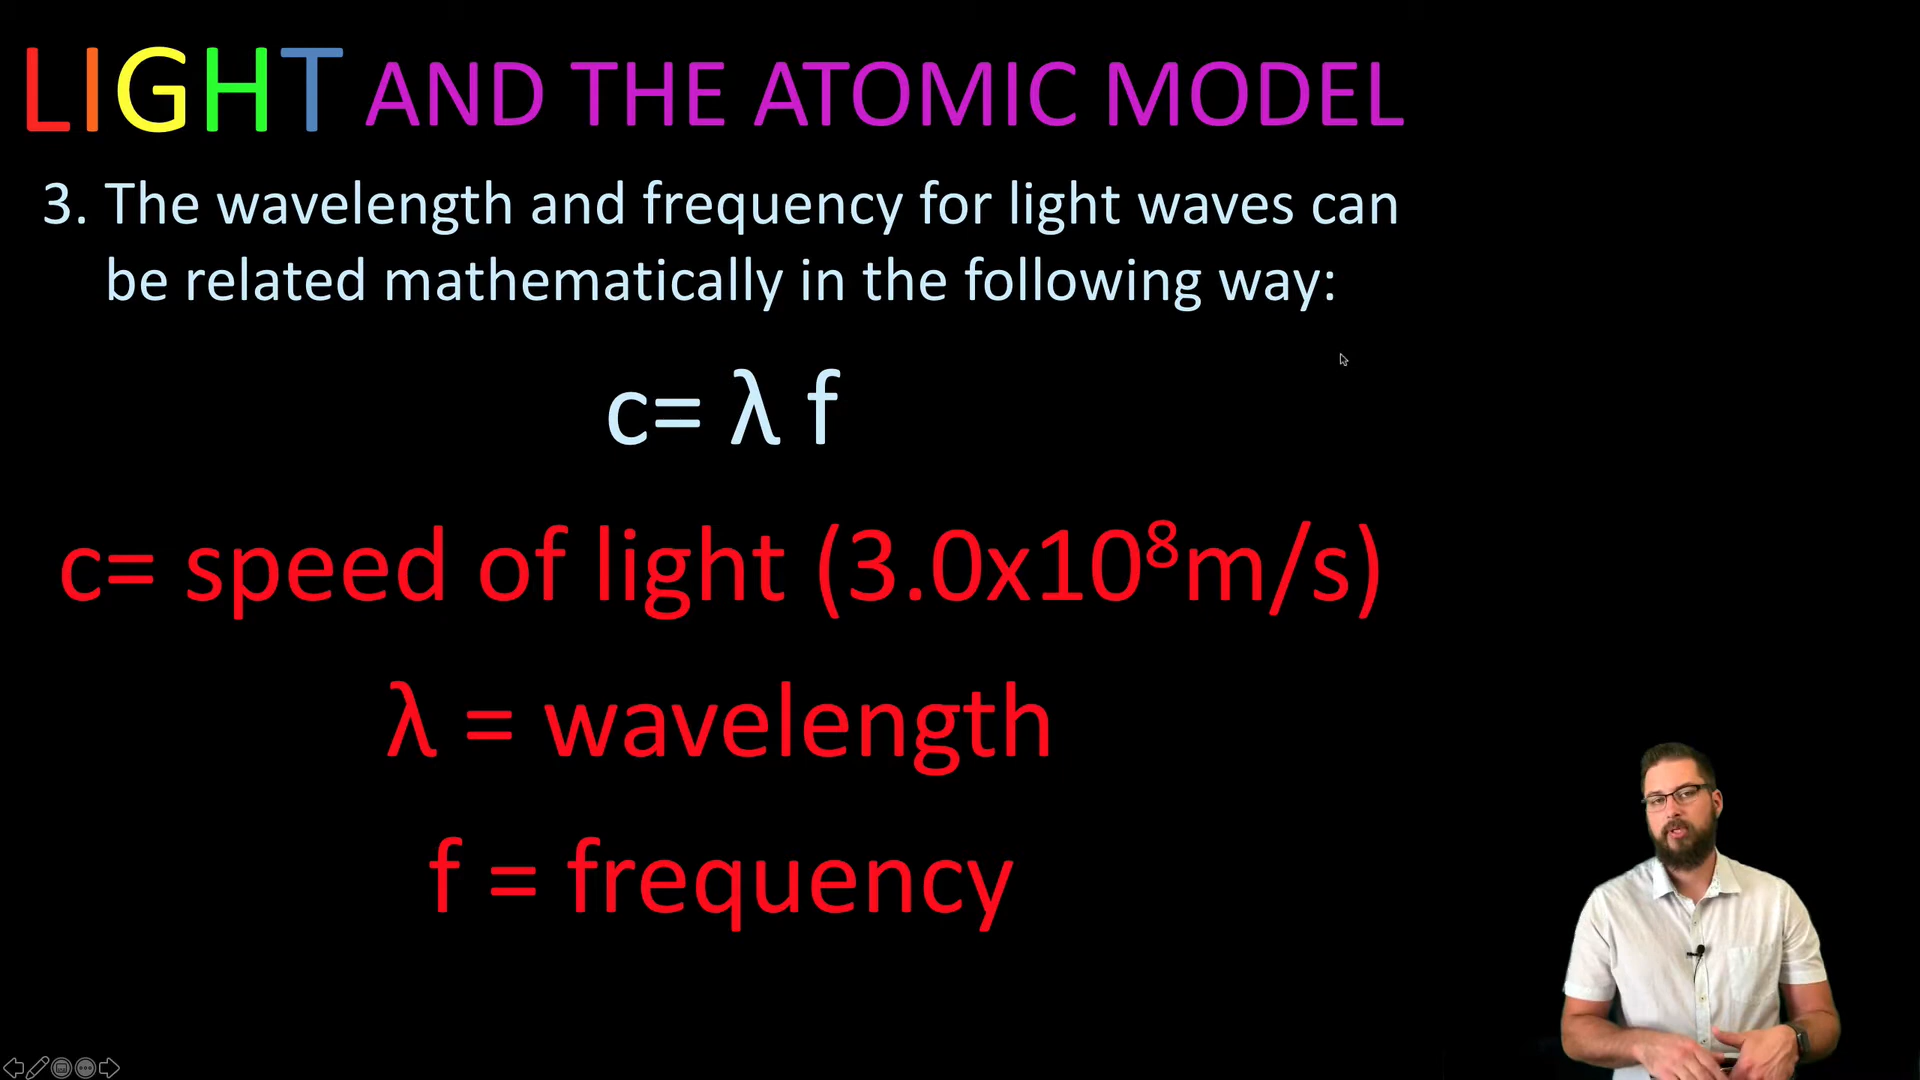 LIGHT AND THE ATOMIC MODEL
3. The wavelength and frequency for light waves can
be related mathematically in the following way:
c= λ f
c= speed of light (3.0x10⁸m/s)
λ = wavelength
f = frequency